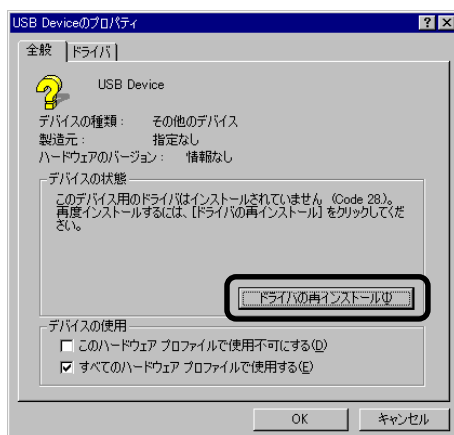 USB Deviceのプロパティ
全般
ドライバ
USB Device
デバイスの種類： その他のデバイス
製造元： 指定なし
ハードウェアのバージョン： 情報なし
デバイスの状態
このデバイス用のドライバはインストールされていません (Code 28.)。
再度インストールするには、[ドライバの再インストール] をクリックしてくだ
さい。
ドライバの再インストール(I)
デバイスの使用
このハードウェア プロファイルで使用不可にする(D)
すべてのハードウェア プロファイルで使用する(E)
OK
キャンセル